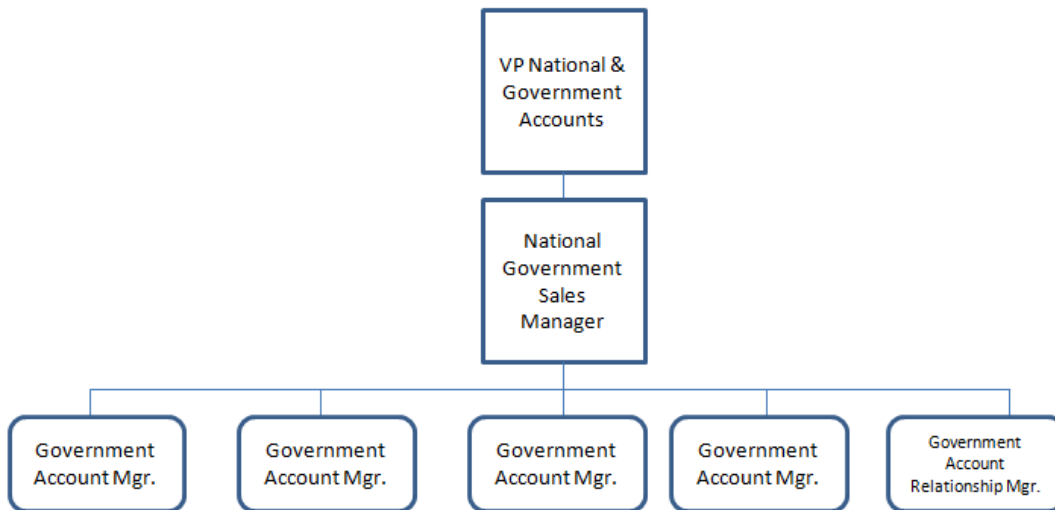 VP National &
Government
Accounts
National
Government
Sales
Manager
Government
Account Mgr.
Government
Account Mgr.
Government
Account Mgr.
Government
Account Mgr.
Government
Account
Relationship Mgr.